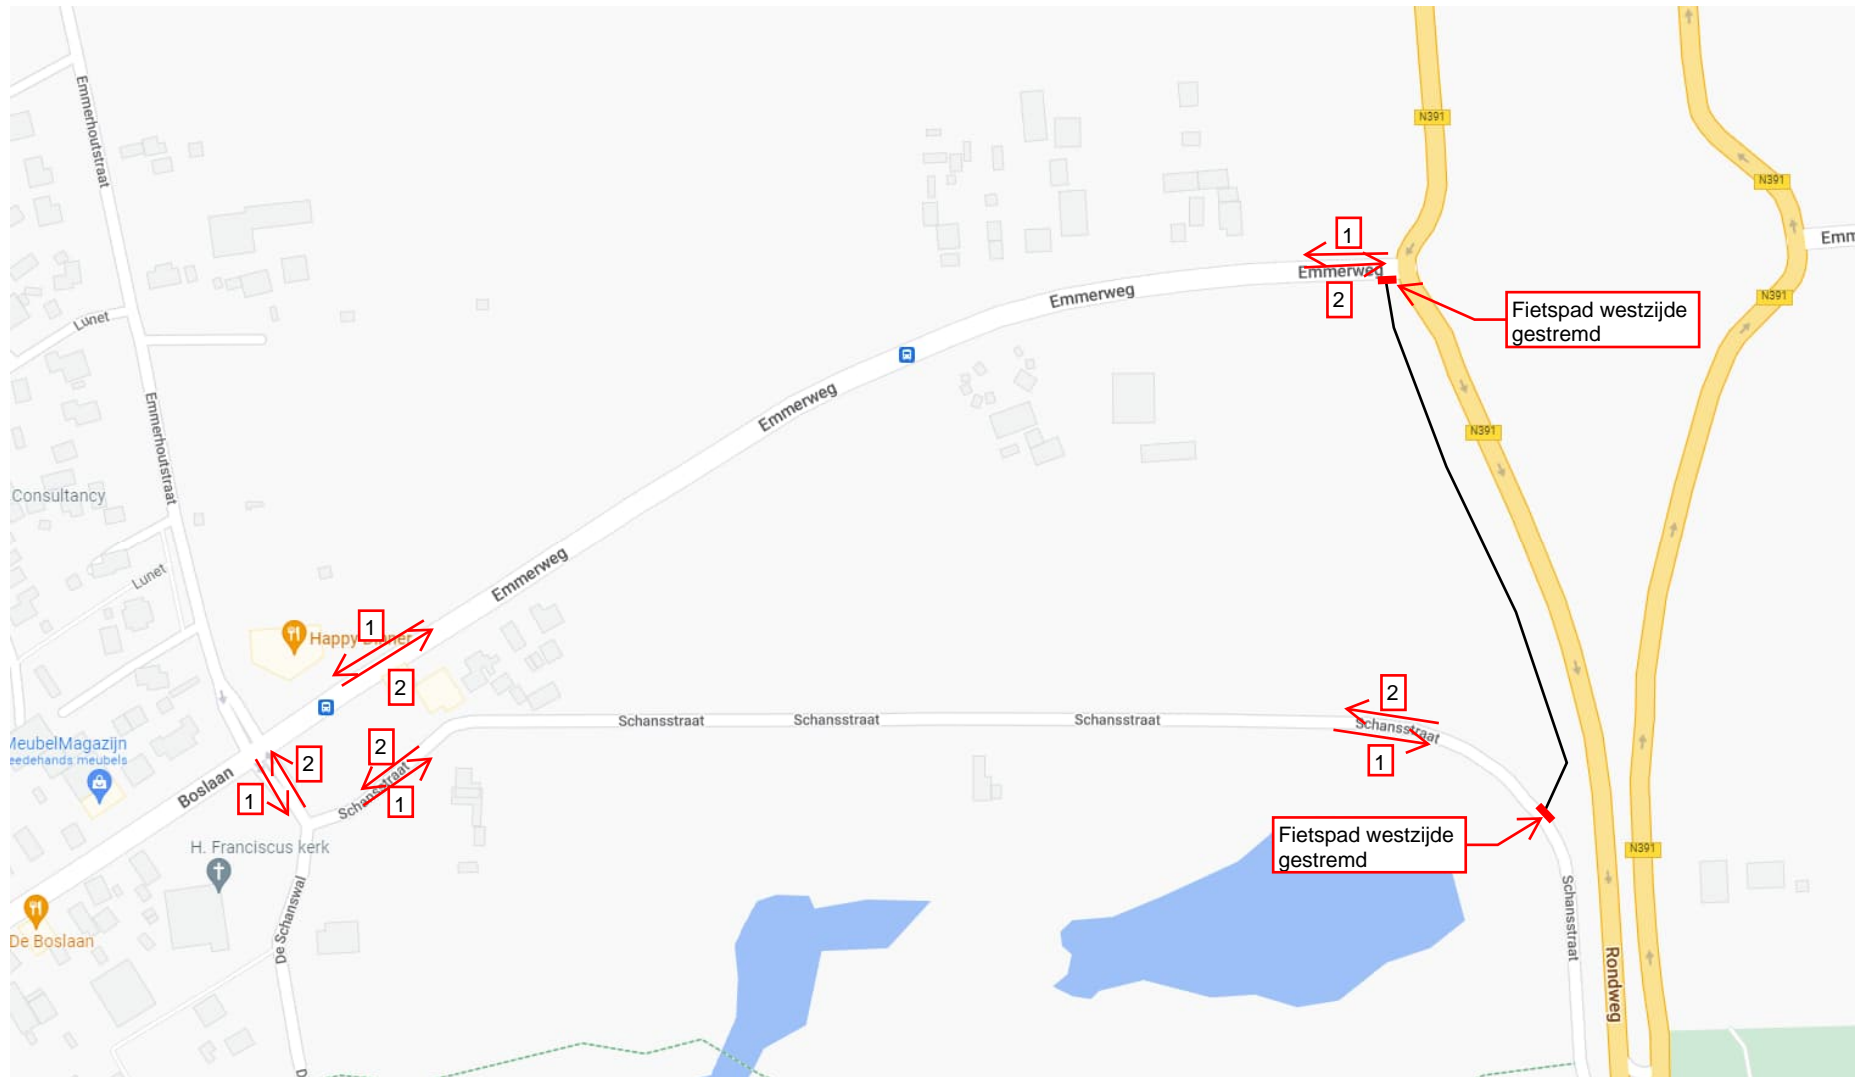 Emmerhoutstraat
N391
N391
1
Emm
Emmerweg
2
Emmerweg
N391
Fietspad westzijde
gestremd
Lunet
Emmerweg
Emmerhoutstraat
N391
Consultancy
Emmerweg
Lunet
1
Happy Dinner
2
2
Schansstraat
Schansstraat
Schansstraat
Schansstraat
1
MeubelMagazijn
eedehands meubels
2
2
Boslaan
1
Schansstraat
1
Fietspad westzijde
gestremd
H. Franciscus kerk
N391
De Schanswal
Schansstraat
De Boslaan
Rondweg
D